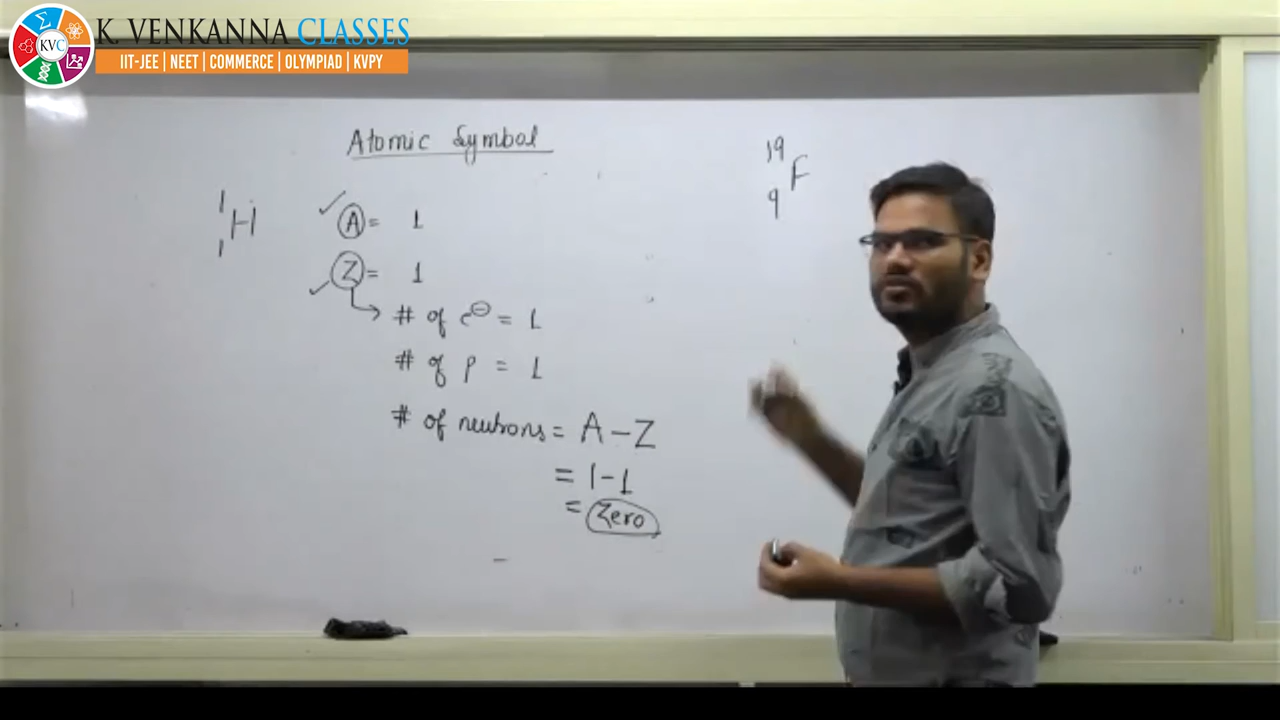 KVC
K. VENKANNA CLASSES
IIT-JEE | NEET | COMMERCE | OLYMPIAD | KVPY
Atomic Symbol
1
1 H
A = 1
Z = 1
# of e⊖ = 1
# of p = 1
# of neutrons = A - Z
= 1 - 1
= Zero
19
9 F